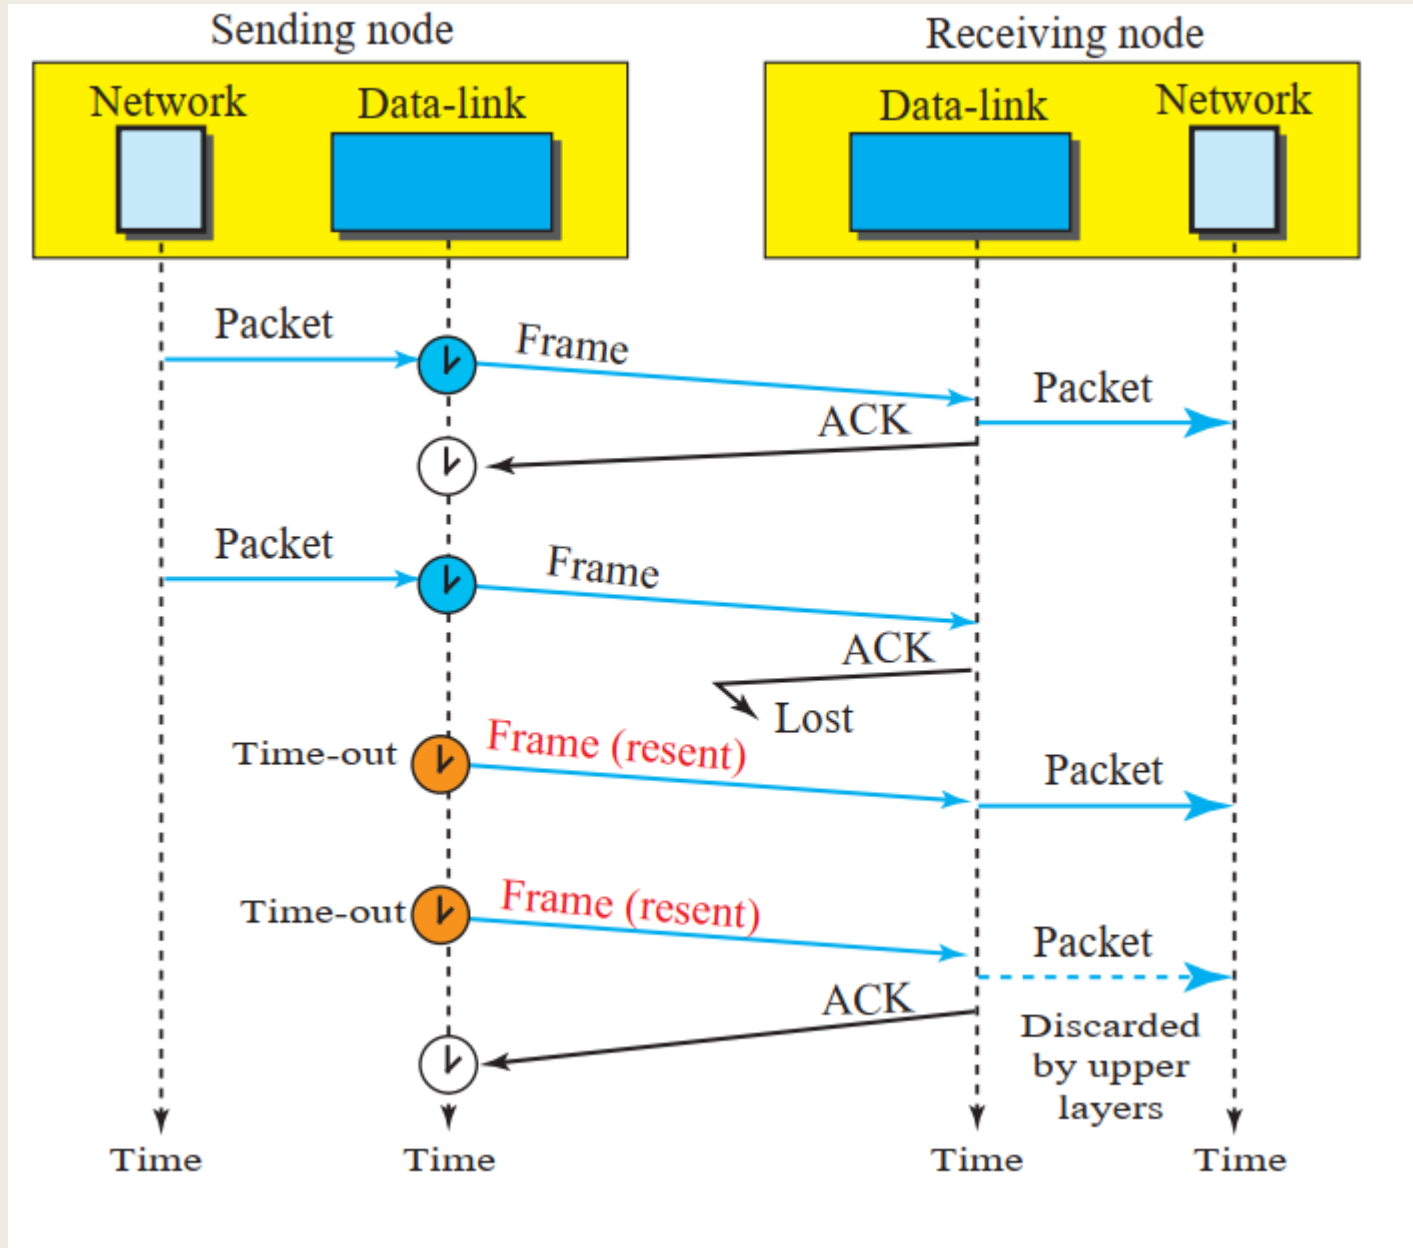 Sending node
Receiving node
Network
Data-link
Data-link
Network
Packet
Frame
Packet
ACK
Packet
Frame
ACK
Lost
Time-out
Frame (resent)
Packet
Time-out
Frame (resent)
Packet
ACK
Discarded
by upper
layers
Time
Time
Time
Time